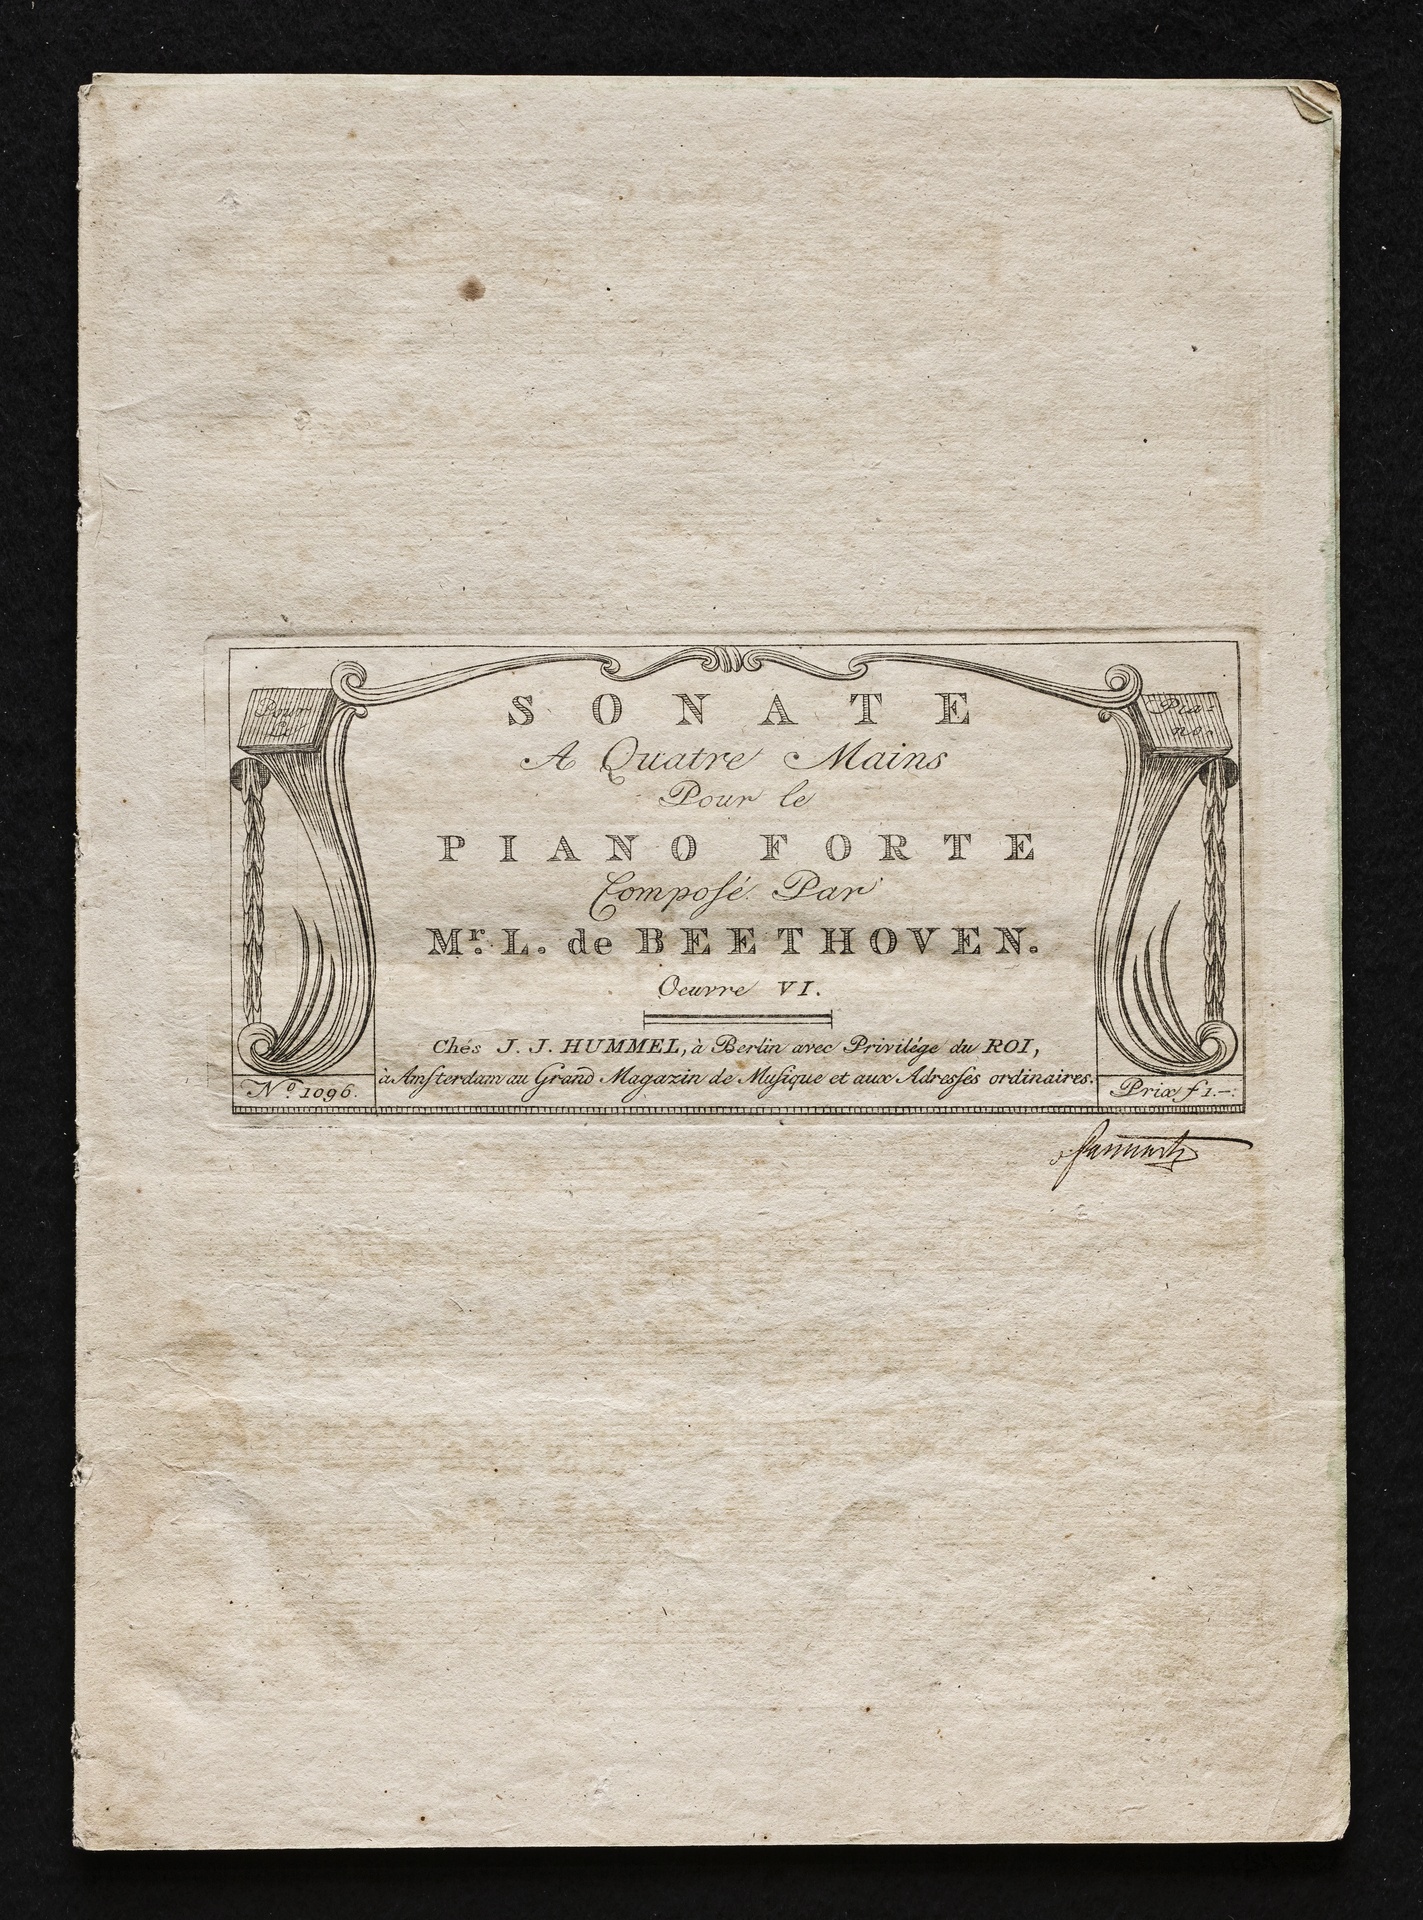 Pour
Le
Pia-
no.
SONATE
A Quatre Mains
Pour le
PIANO FORTE
Composé Par
Mr. L. de BEETHOVEN.
Oeuvre VI.
Chés J. J. HUMMEL, à Berlin avec Privilége du ROI,
à Amsterdam au Grand Magazin de Musique et aux Adresses ordinaires.
No. 1096.
Prix f 1.-: